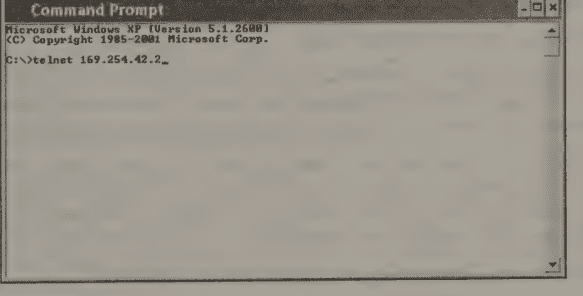 Command Prompt
Microsoft Windows XP [Version 5.1.2600]
(C) Copyright 1985-2001 Microsoft Corp.
C:\>telnet 169.254.42.2_